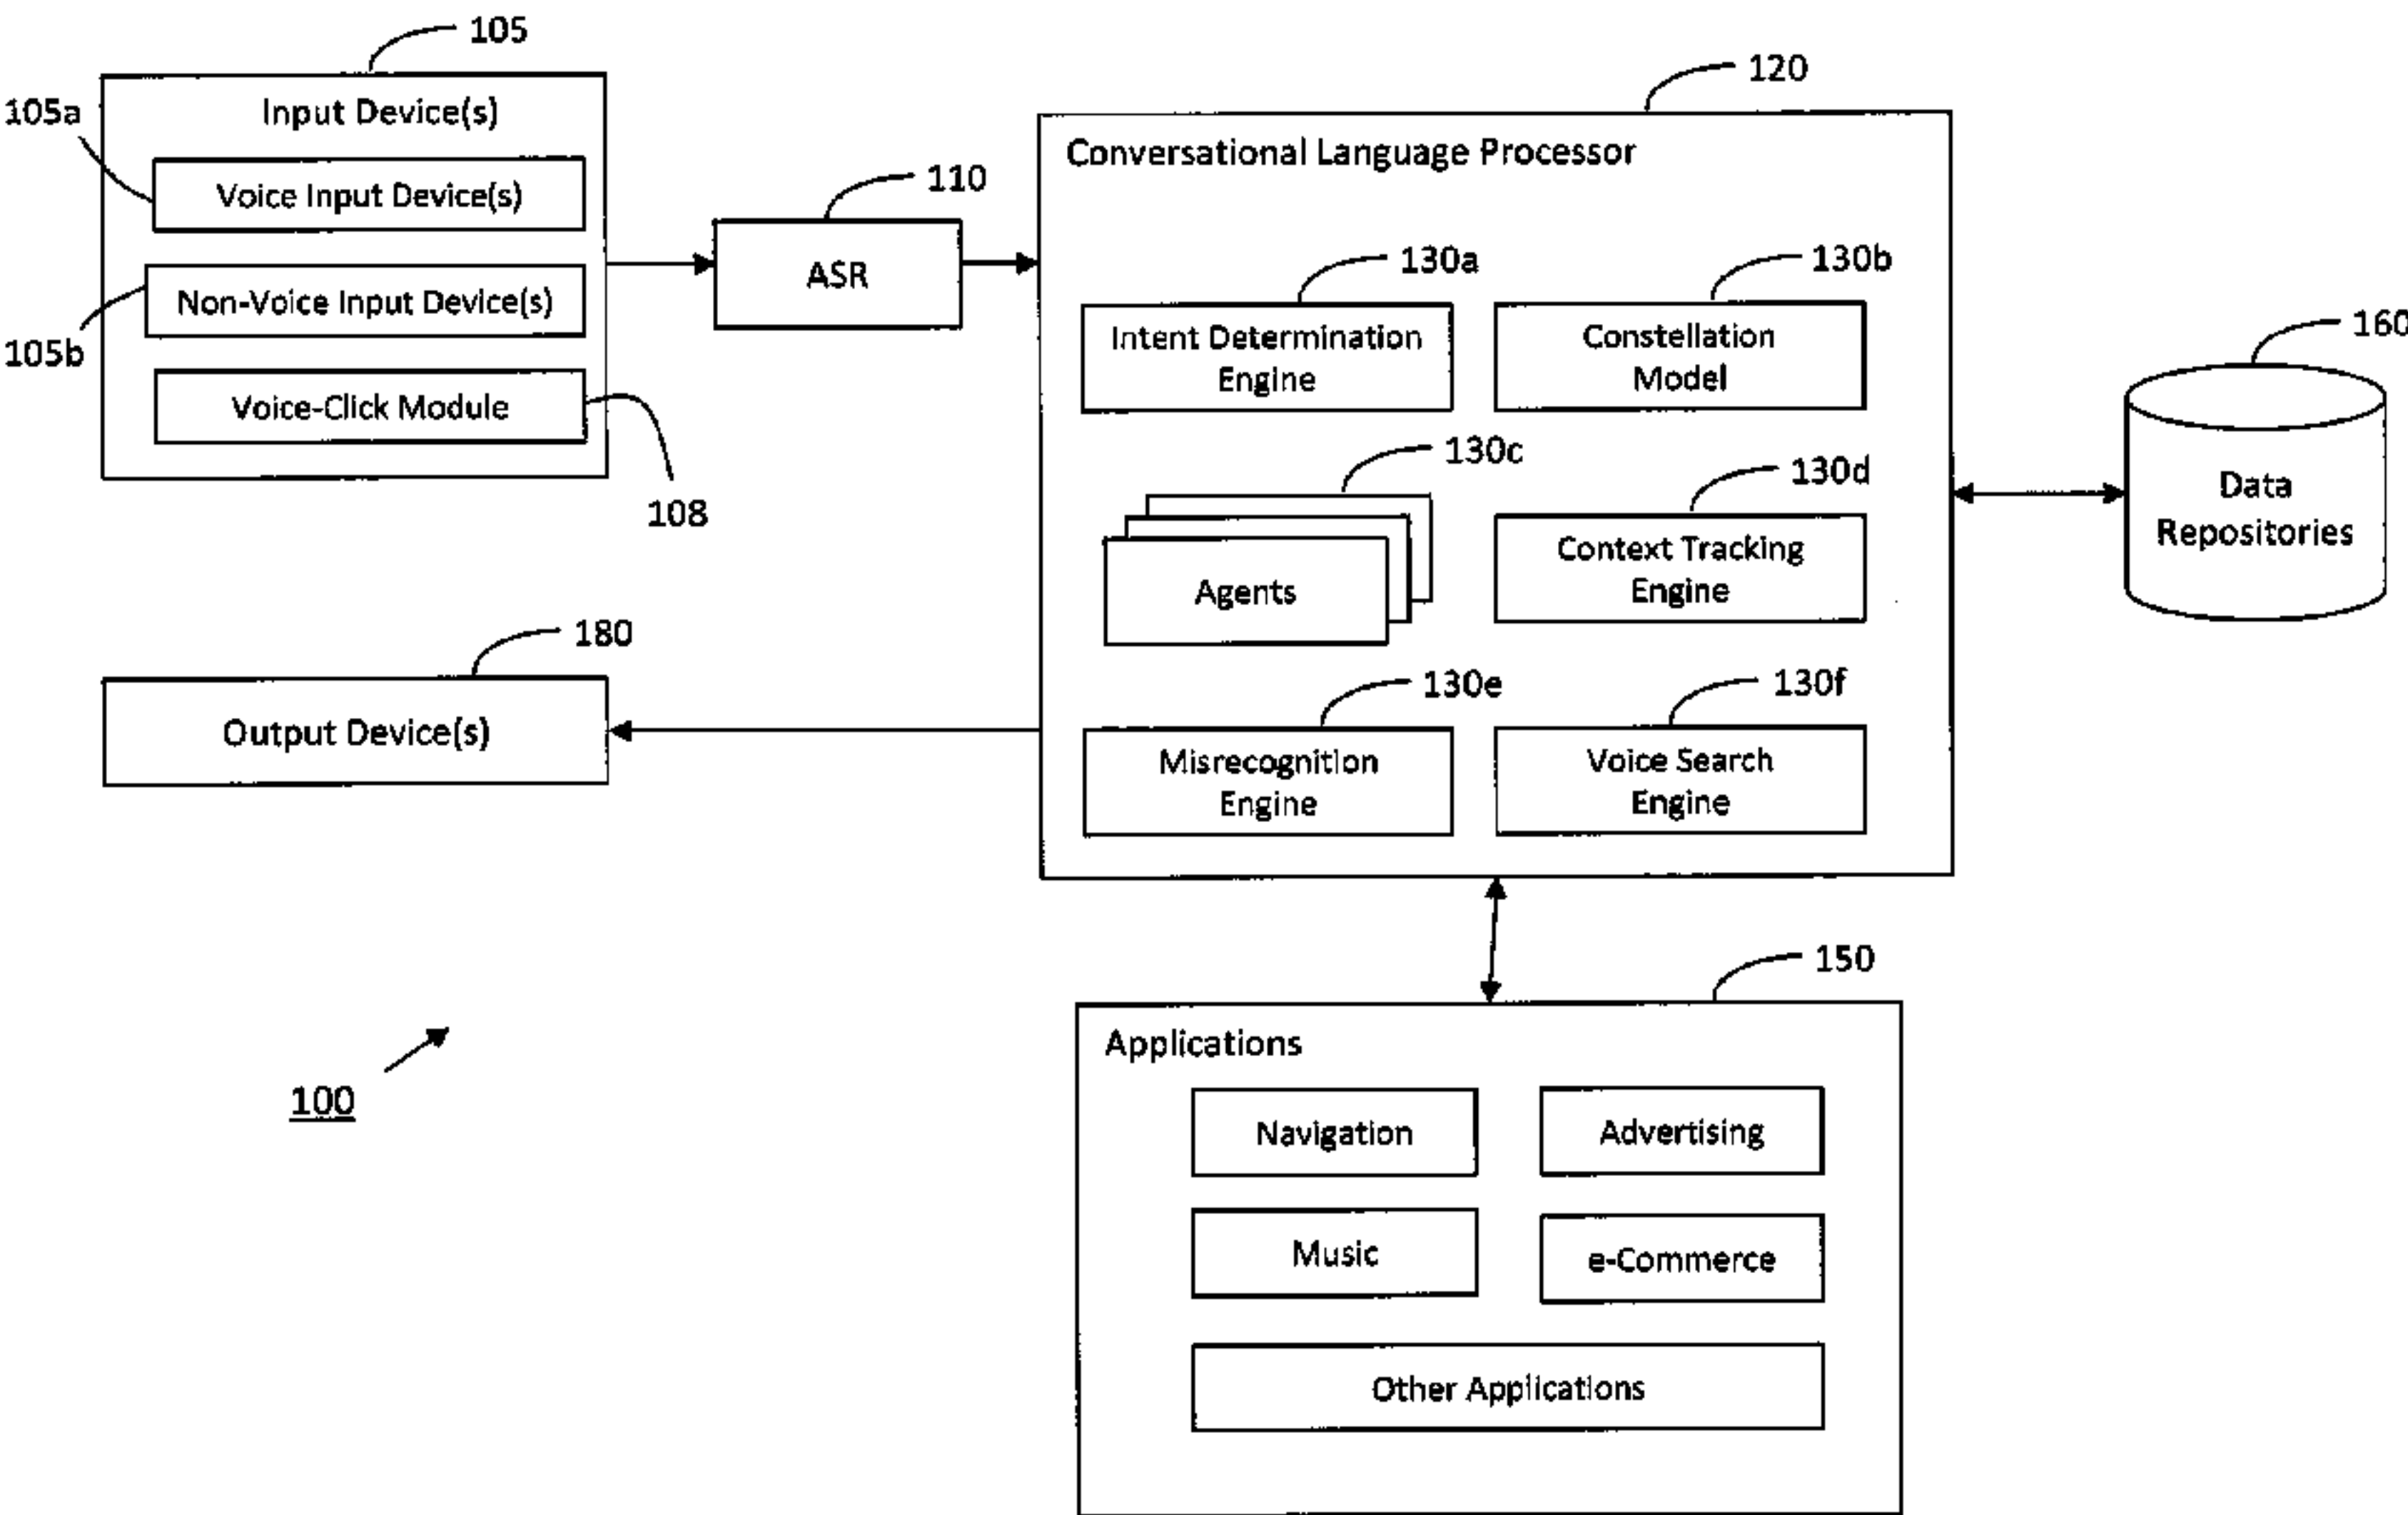 105
120
105a
Input Device(s)
Conversational Language Processor
Voice Input Device(s)
110
130a
130b
ASR
Non-Voice Input Device(s)
105b
Intent Determination
Engine
Constellation
Model
160
Voice-Click Module
108
130c
130d
Data
Repositories
Agents
Context Tracking
Engine
180
130e
130f
Output Device(s)
Misrecognition
Engine
Voice Search
Engine
150
100
Applications
Navigation
Advertising
Music
e-Commerce
Other Applications